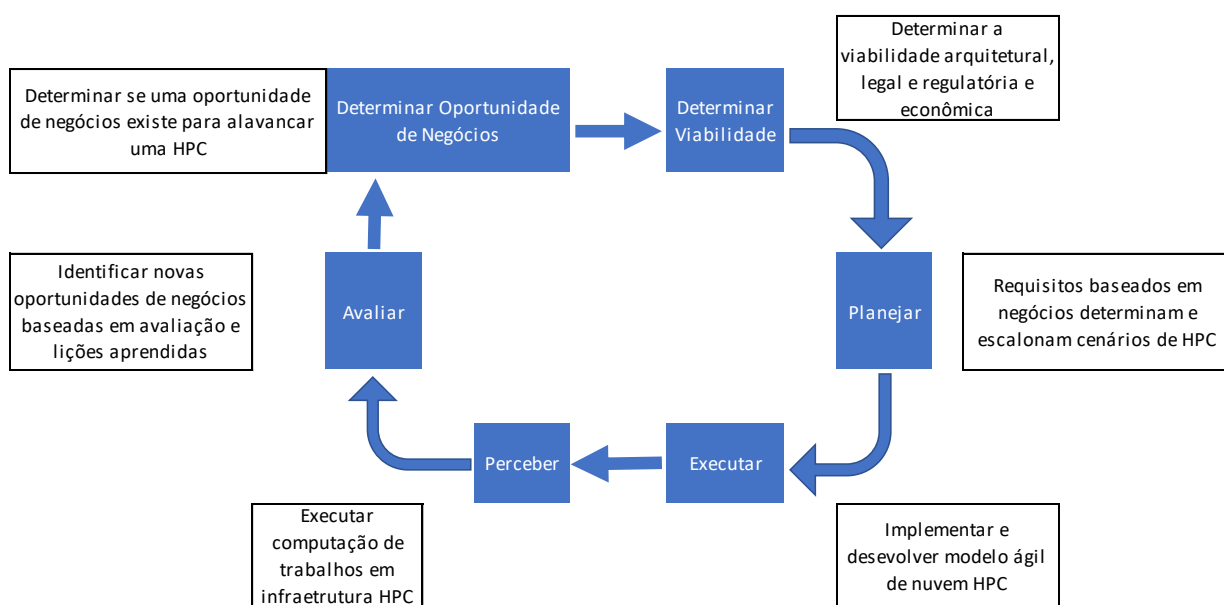 Determinar a
viabilidade arquitetural,
legal e regulatória e
econômica
Determinar se uma oportunidade
de negócios existe para alavancar
uma HPC
Determinar Oportunidade
de Negócios
Determinar
Viabilidade
Identificar novas
oportunidades de negócios
baseadas em avaliação e
lições aprendidas
Avaliar
Planejar
Requisitos baseados em
negócios determinam e
escalonam cenários de HPC
Perceber
Executar
Executar
computação de
trabalhos em
infraetrutura HPC
Implementar e
desevolver modelo ágil
de nuvem HPC